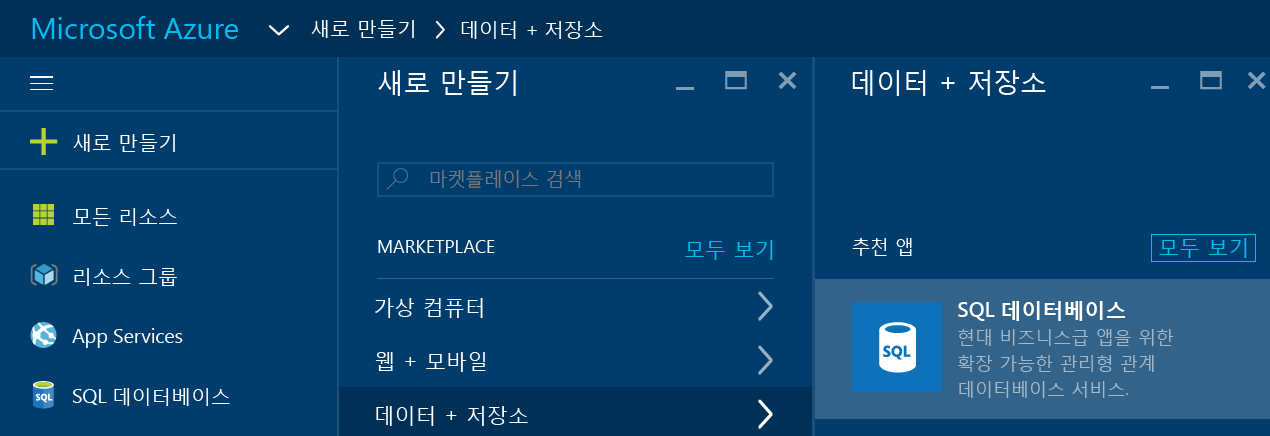 Microsoft Azure 새로 만들기 데이터 + 저장소
새로 만들기
모든 리소스
리소스 그룹
App Services
SQL 데이터베이스
새로 만들기
마켓플레이스 검색
MARKETPLACE 모두 보기
가상 컴퓨터
웹 + 모바일
데이터 + 저장소
데이터 + 저장소
추천 앱 모두 보기
SQL
SQL 데이터베이스
현대 비즈니스급 앱을 위한
확장 가능한 관리형 관계
데이터베이스 서비스.